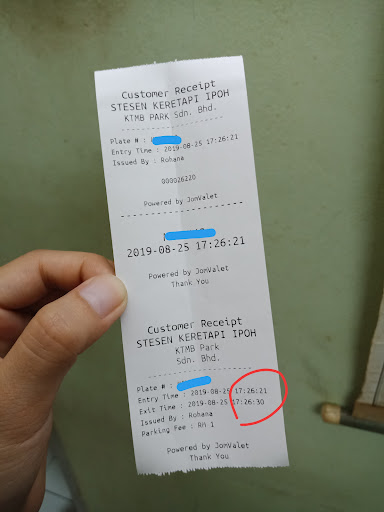 Customer Receipt
STESEN KERETAPI IPOH
KTMB PARK Sdn. Bhd.
Plate # :
Entry Time : 2019-08-25 17:26:21
Issued By : Rohana
000026220
Powered by JomValet
2019-08-25 17:26:21
Powered by JomValet
Thank You
Customer Receipt
STESEN KERETAPI IPOH
KTMB Park
Sdn. Bhd.
Plate # :
Entry Time : 2019-08-25 17:26:21
Exit Time : 2019-08-25 17:26:30
Issued By : Rohana
Parking Fee : RM 1
Powered by JomValet
Thank You